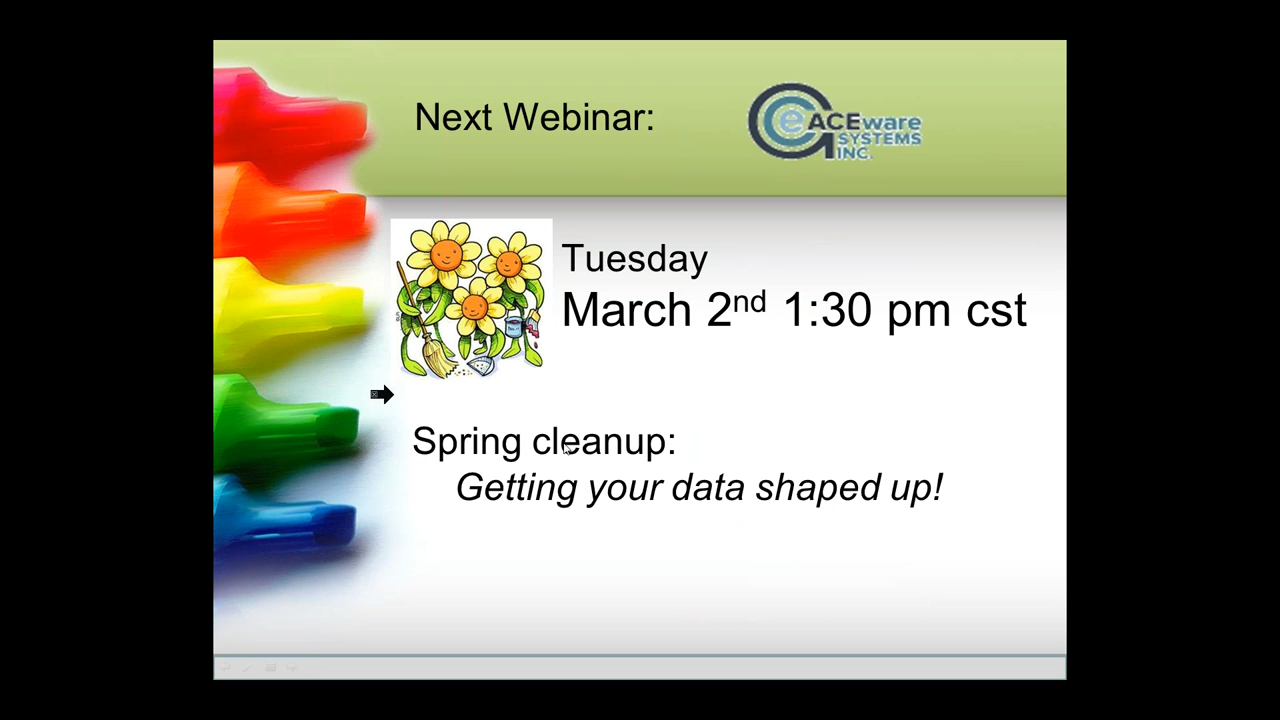 Next Webinar:
ACEware
SYSTEMS
INC.
Tuesday
March 2nd 1:30 pm cst
Spring cleanup:
Getting your data shaped up!